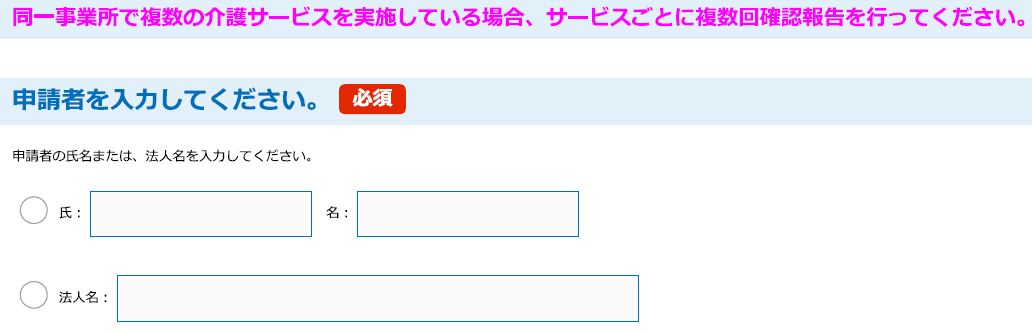 同一事業所で複数の介護サービスを実施している場合、サービスごとに複数回確認報告を行ってください。
申請者を入力してください。 必須
申請者の氏名または、法人名を入力してください。
氏： 名：
法人名：